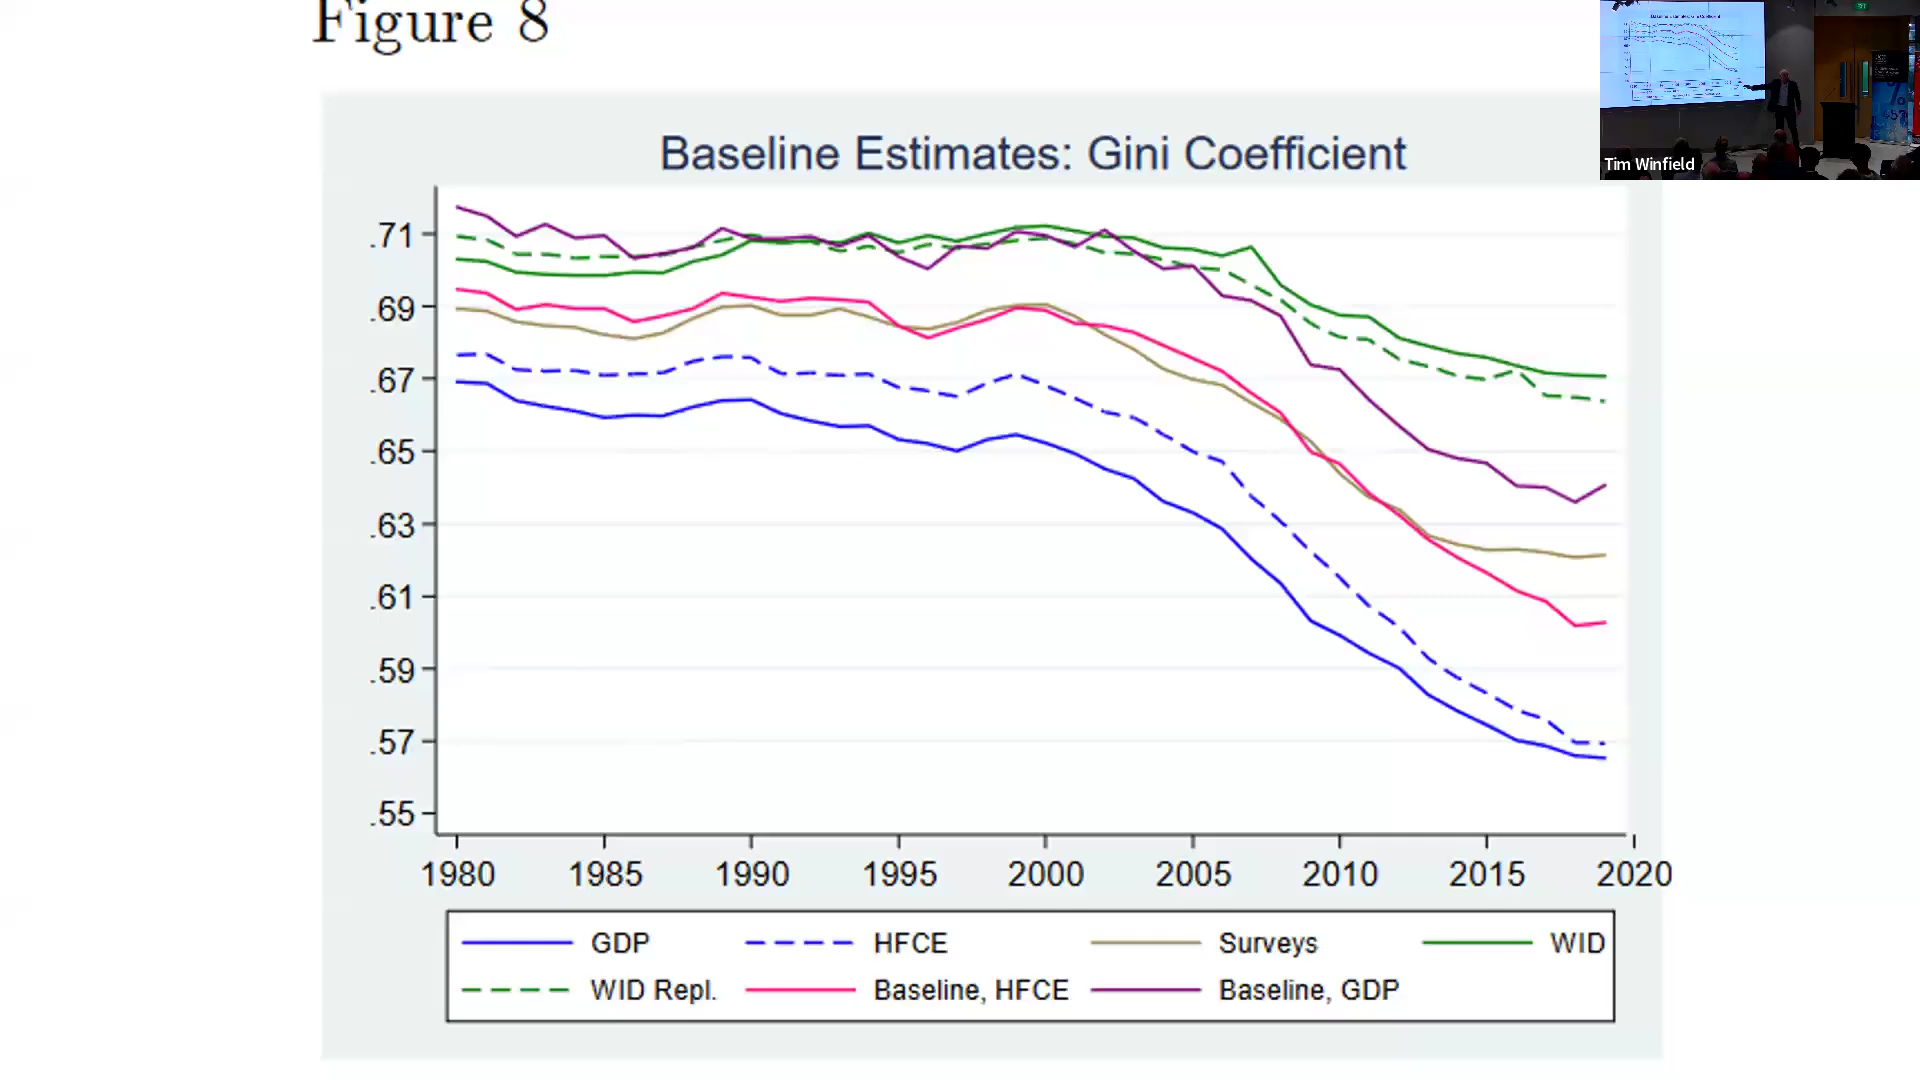 Figure 8
Baseline Estimates: Gini Coefficient
.71
.69
.67
.65
.63
.61
.59
.57
.55
1980 1985 1990 1995 2000 2005 2010 2015 2020
GDP HFCE Surveys WID
WID Repl. Baseline, HFCE Baseline, GDP
Tim Winfield